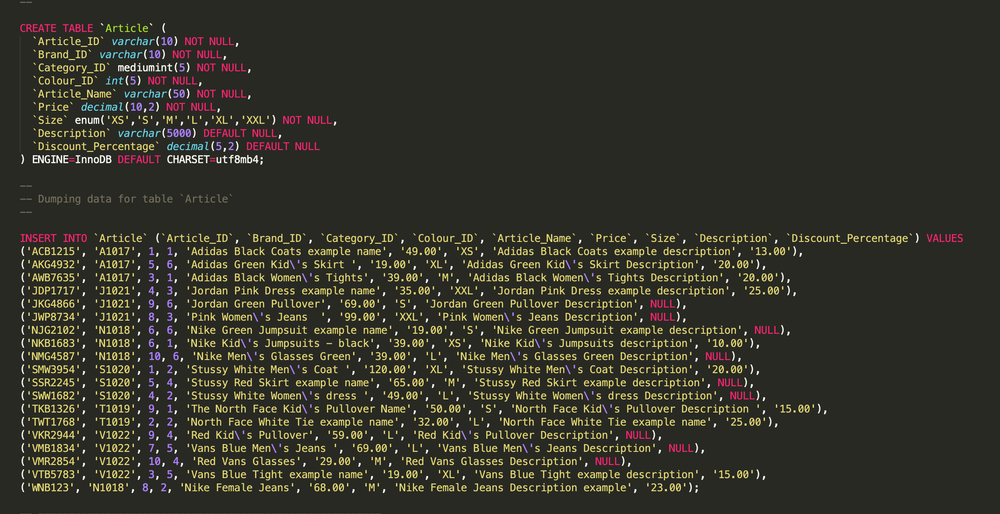 --
CREATE TABLE `Article` (
  `Article_ID` varchar(10) NOT NULL,
  `Brand_ID` varchar(10) NOT NULL,
  `Category_ID` mediumint(5) NOT NULL,
  `Colour_ID` int(5) NOT NULL,
  `Article_Name` varchar(50) NOT NULL,
  `Price` decimal(10,2) NOT NULL,
  `Size` enum('XS','S','M','L','XL','XXL') NOT NULL,
  `Description` varchar(5000) DEFAULT NULL,
  `Discount_Percentage` decimal(5,2) DEFAULT NULL
) ENGINE=InnoDB DEFAULT CHARSET=utf8mb4;
--
-- Dumping data for table `Article`
--
INSERT INTO `Article` (`Article_ID`, `Brand_ID`, `Category_ID`, `Colour_ID`, `Article_Name`, `Price`, `Size`, `Description`, `Discount_Percentage`) VALUES
('ACB1215', 'A1017', 1, 1, 'Adidas Black Coats example name', '49.00', 'XS', 'Adidas Black Coats example description', '13.00'),
('AKG4932', 'A1017', 5, 6, 'Adidas Green Kid\'s Skirt ', '19.00', 'XL', 'Adidas Green Kid\'s Skirt Description', '20.00'),
('AWB7635', 'A1017', 3, 1, 'Adidas Black Women\'s Tights', '39.00', 'M', 'Adidas Black Women\'s Tights Description', '20.00'),
('JDP1717', 'J1021', 4, 3, 'Jordan Pink Dress example name', '35.00', 'XXL', 'Jordan Pink Dress example description', '25.00'),
('JKG4866', 'J1021', 9, 6, 'Jordan Green Pullover', '69.00', 'S', 'Jordan Green Pullover Description', NULL),
('JWP8734', 'J1021', 8, 3, 'Pink Women\'s Jeans  ', '99.00', 'XXL', 'Pink Women\'s Jeans Description', NULL),
('NJG2102', 'N1018', 6, 6, 'Nike Green Jumpsuit example name', '19.00', 'S', 'Nike Green Jumpsuit example description', NULL),
('NKB1683', 'N1018', 6, 1, 'Nike Kid\'s Jumpsuits – black', '39.00', 'XS', 'Nike Kid\'s Jumpsuits description', '10.00'),
('NMG4587', 'N1018', 10, 6, 'Nike Men\'s Glasses Green', '39.00', 'L', 'Nike Men\'s Glasses Green Description', NULL),
('SMW3954', 'S1020', 1, 2, 'Stussy White Men\'s Coat ', '120.00', 'XL', 'Stussy White Men\'s Coat Description', '20.00'),
('SSR2245', 'S1020', 5, 4, 'Stussy Red Skirt example name', '65.00', 'M', 'Stussy Red Skirt example description', NULL),
('SWW1682', 'S1020', 4, 2, 'Stussy White Women\'s dress ', '49.00', 'L', 'Stussy White Women\'s dress Description', NULL),
('TKB1326', 'T1019', 9, 1, 'The North Face Kid\'s Pullover Name', '50.00', 'S', 'North Face Kid\'s Pullover Description ', '15.00'),
('TWT1768', 'T1019', 2, 2, 'North Face White Tie example name', '32.00', 'L', 'North Face White Tie example name', '25.00'),
('VKR2944', 'V1022', 9, 4, 'Red Kid\'s Pullover', '59.00', 'L', 'Red Kid\'s Pullover Description', NULL),
('VMB1834', 'V1022', 7, 5, 'Vans Blue Men\'s Jeans ', '69.00', 'L', 'Vans Blue Men\'s Jeans Description', NULL),
('VMR2854', 'V1022', 10, 4, 'Red Vans Glasses', '29.00', 'M', 'Red Vans Glasses Description', NULL),
('VTB5783', 'V1022', 3, 5, 'Vans Blue Tight example name', '19.00', 'XL', 'Vans Blue Tight example description', '15.00'),
('WNB123', 'N1018', 8, 2, 'Nike Female Jeans', '68.00', 'M', 'Nike Female Jeans Description example', '23.00');